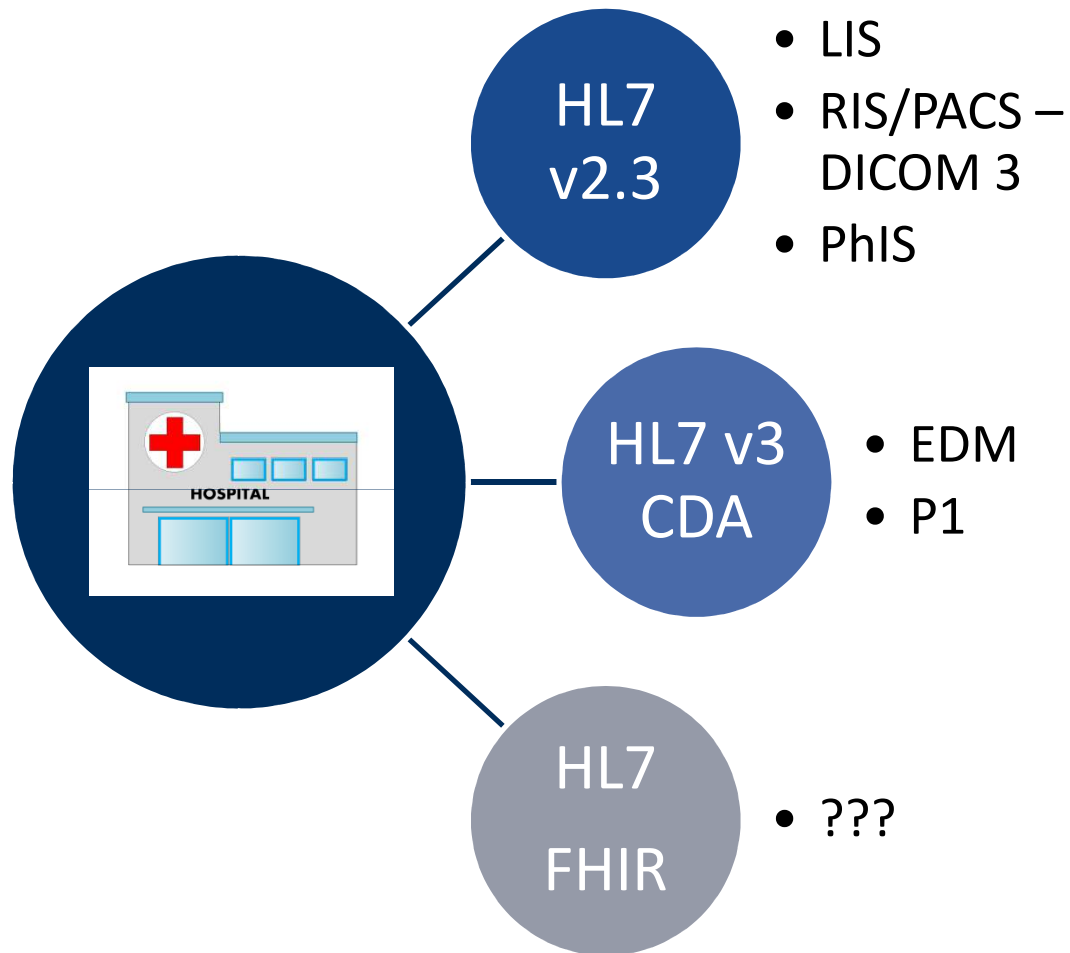 HL7
v2.3
• LIS
• RIS/PACS –
DICOM 3
• PhIS
HOSPITAL
HL7 v3
CDA
• EDM
• P1
HL7
FHIR
• ???